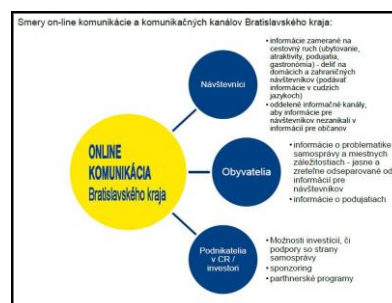 Smery on-line komunikácie a komunikačných kanálov Bratislavského kraja:
• informácie zamerané na
cestovný ruch (ubytovanie,
atraktivity, podujatia,
gastronómia) - deliť na
domácich a zahraničných
návštevníkov (podávať
informácie v cudzích
jazykoch)
• oddelené informačné kanály,
aby informácie pre
návštevníkov nezanikali v
informácií pre občanov
Návštevníci
ONLINE
KOMUNIKÁCIA
Bratislavského kraja
Obyvatelia
• informácie o problematike
samosprávy a miestnych
záležitostiach - jasne a
zreteľne odseparované od
informácií pre
návštevníkov
• informácie o podujatiach
Podnikatelia
v CR /
investori
• Možnosti investícií, či
podpory so strany
samosprávy
• sponzoring
• parthnerské programy